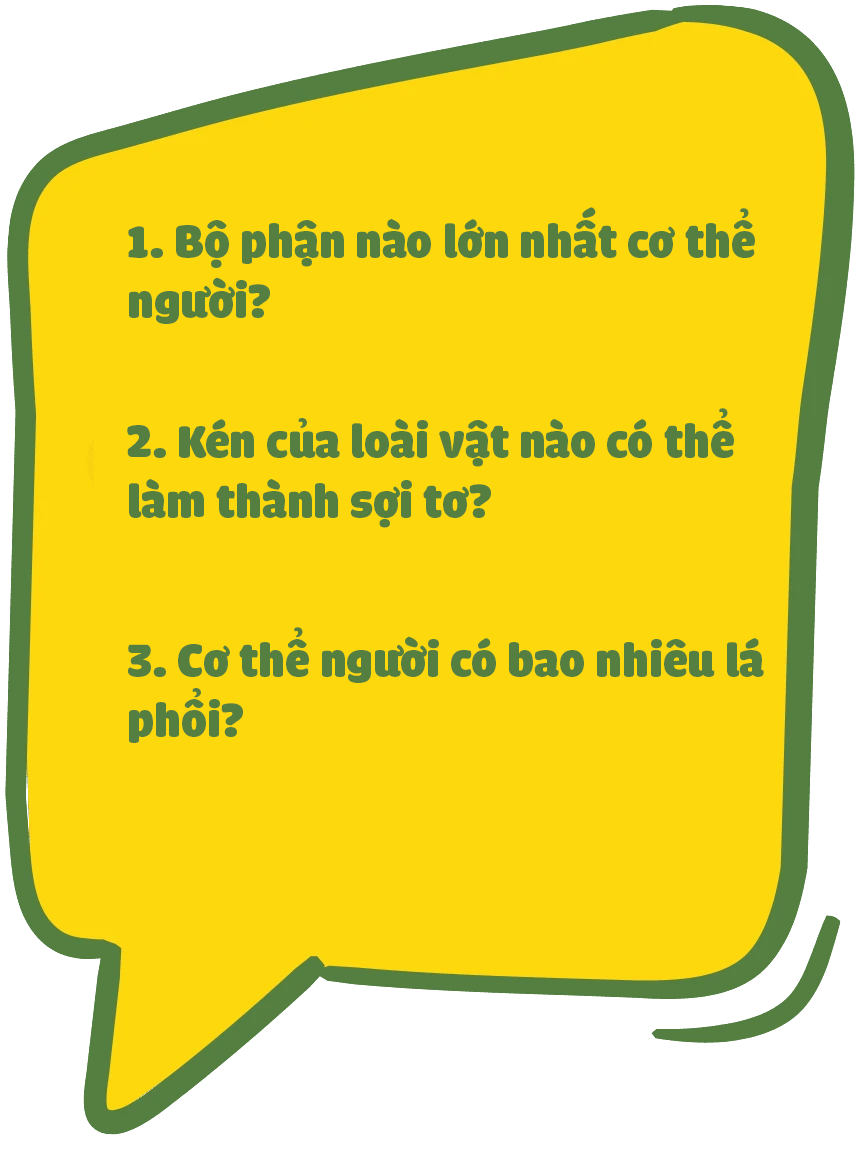 1. Bộ phận nào lớn nhất cơ thể
người?
2. Kén của loài vật nào có thể
làm thành sợi tơ?
3. Cơ thể người có bao nhiêu lá
phổi?